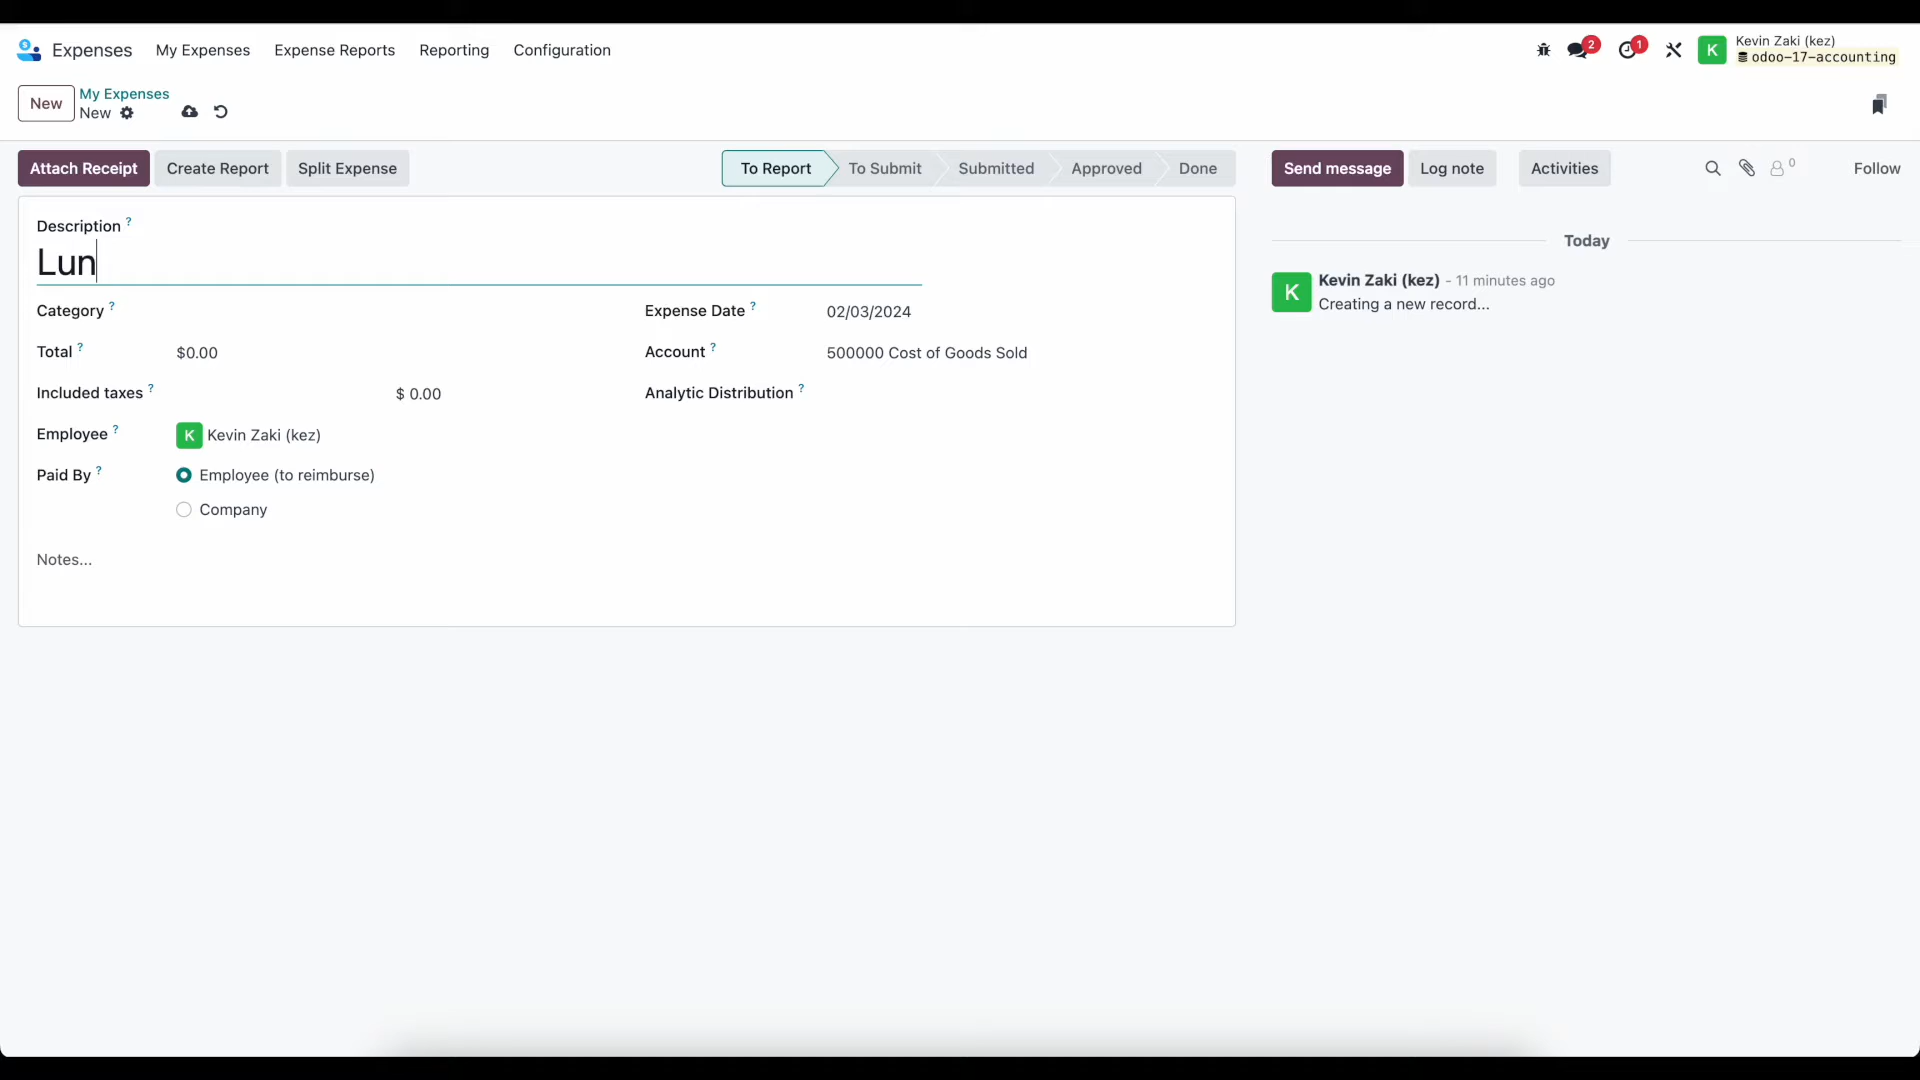 Expenses My Expenses Expense Reports Reporting Configuration 2 1 K Kevin Zaki (kez)
odoo-17-accounting
New My Expenses
New
Attach Receipt Create Report Split Expense To Report To Submit Submitted Approved Done Send message Log note Activities 0 Follow
Description ?
Lun
Category ? Expense Date ? 02/03/2024
Total ? $0.00 Account ? 500000 Cost of Goods Sold
Included taxes ? $ 0.00 Analytic Distribution ?
Employee ? K Kevin Zaki (kez)
Paid By ? Employee (to reimburse)
Company
Notes...
Today
K Kevin Zaki (kez) - 11 minutes ago
Creating a new record...